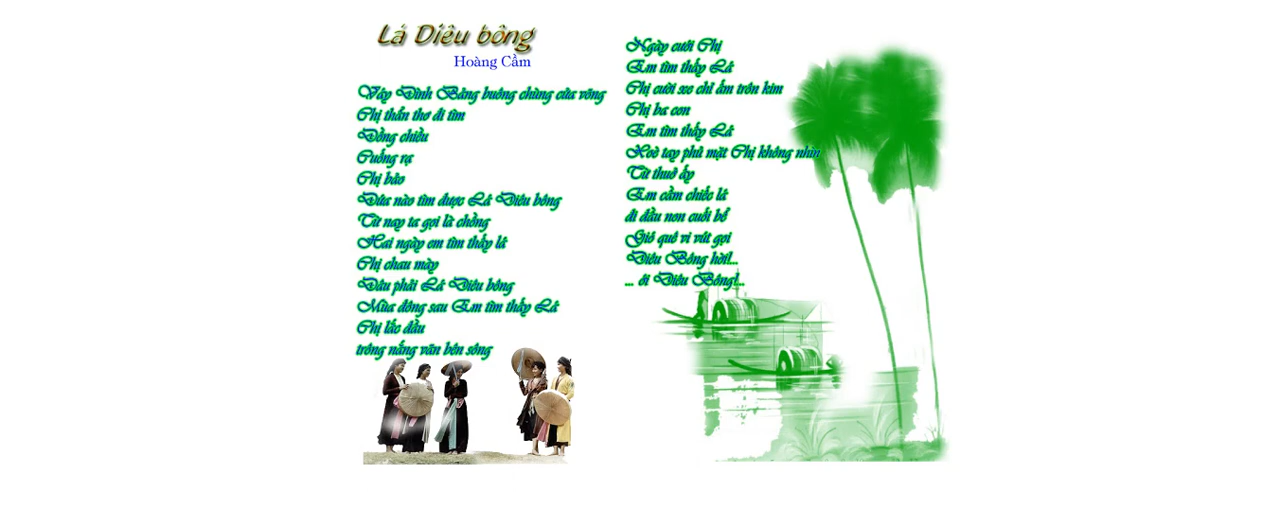 Lá Diêu bông
Hoàng Cầm
Váy Đình Bảng buông chùng cửa võng
Chị thẩn thơ đi tìm
Đồng chiều
Cuống rạ
Chị bảo
Đứa nào tìm được Lá Diêu bông
Từ nay ta gọi là chồng
Hai ngày em tìm thấy lá
Chị chau mày
Đâu phải Lá Diêu bông
Mùa đông sau Em tìm thấy Lá
Chị lắc đầu
trông nắng vãn bên sông
Ngày cưới Chị
Em tìm thấy Lá
Chị cười xe chỉ ấm trôn kim
Chị ba con
Em tìm thấy Lá
Xoè tay phủ mặt Chị không nhìn
Từ thuở ấy
Em cầm chiếc lá
đi đầu non cuối bể
Gió quê vi vút gọi
Diêu Bông hời!...
... ới Diêu Bông!...